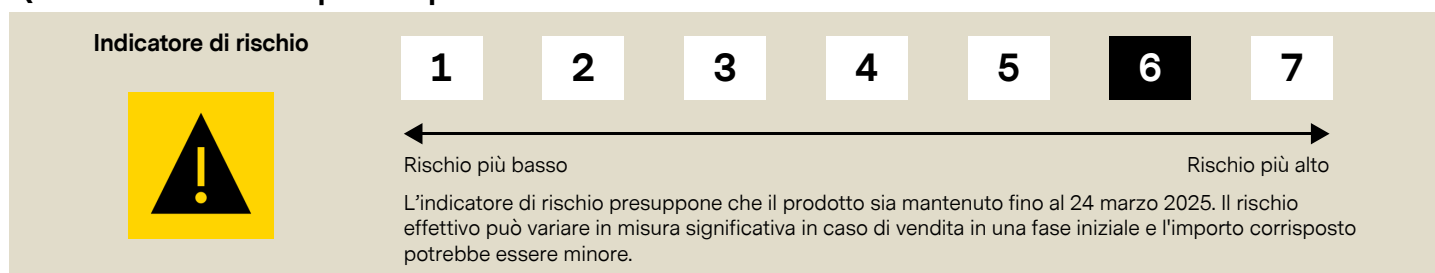 Indicatore di rischio
1 2 3 4 5 6 7
Rischio più basso Rischio più alto
L'indicatore di rischio presuppone che il prodotto sia mantenuto fino al 24 marzo 2025. Il rischio
effettivo può variare in misura significativa in caso di vendita in una fase iniziale e l'importo corrisposto
potrebbe essere minore.